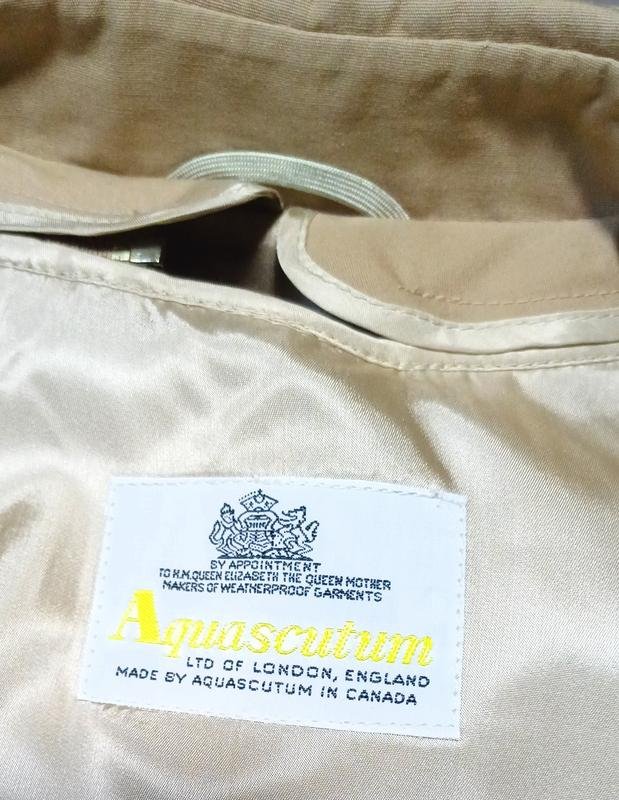 BY APPOINTMENT
TO H.M.QUEEN ELIZABETH THE QUEEN MOTHER
MAKERS OF WEATHERPROOF GARMENTS
Aquascutum
LTD OF LONDON, ENGLAND
MADE BY AQUASCUTUM IN CANADA